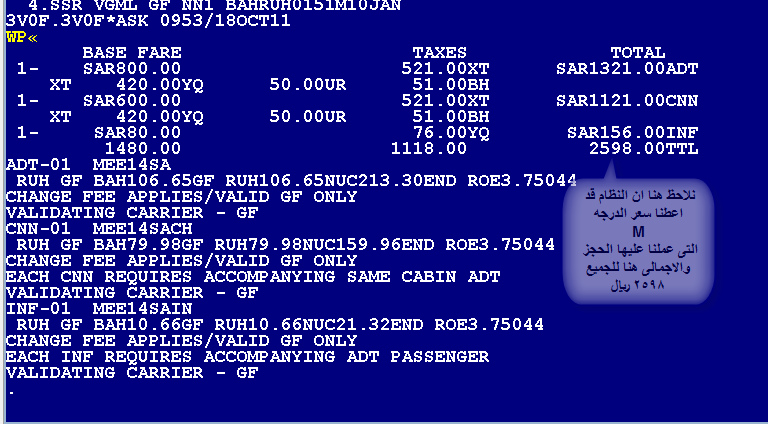 4.SSR VGML GF NN1 BAHRUH0151M10JAN
3V0F.3V0F*ASK 0953/18OCT11
WP«
BASE FARE TAXES TOTAL
1- SAR800.00 521.00XT SAR1321.00ADT
XT 420.00YQ 50.00UR 51.00BH
1- SAR600.00 521.00XT SAR1121.00CNN
XT 420.00YQ 50.00UR 51.00BH
1- SAR80.00 76.00YQ SAR156.00INF
1480.00 1118.00 2598.00TTL
ADT-01 MEE14SA
RUH GF BAH106.65GF RUH106.65NUC213.30END ROE3.75044
CHANGE FEE APPLIES/VALID GF ONLY
VALIDATING CARRIER - GF
CNN-01 MEE14SACH
RUH GF BAH79.98GF RUH79.98NUC159.96END ROE3.75044
CHANGE FEE APPLIES/VALID GF ONLY
EACH CNN REQUIRES ACCOMPANYING SAME CABIN ADT
VALIDATING CARRIER - GF
INF-01 MEE14SAIN
RUH GF BAH10.66GF RUH10.66NUC21.32END ROE3.75044
CHANGE FEE APPLIES/VALID GF ONLY
EACH INF REQUIRES ACCOMPANYING ADT PASSENGER
VALIDATING CARRIER - GF
.
نلاحظ هنا ان النظام قد
اعطنا سعر الدرجه
M
التى عملنا عليها الحجز
والاجمالى هنا للجميع
٢٥٩٨ ريال